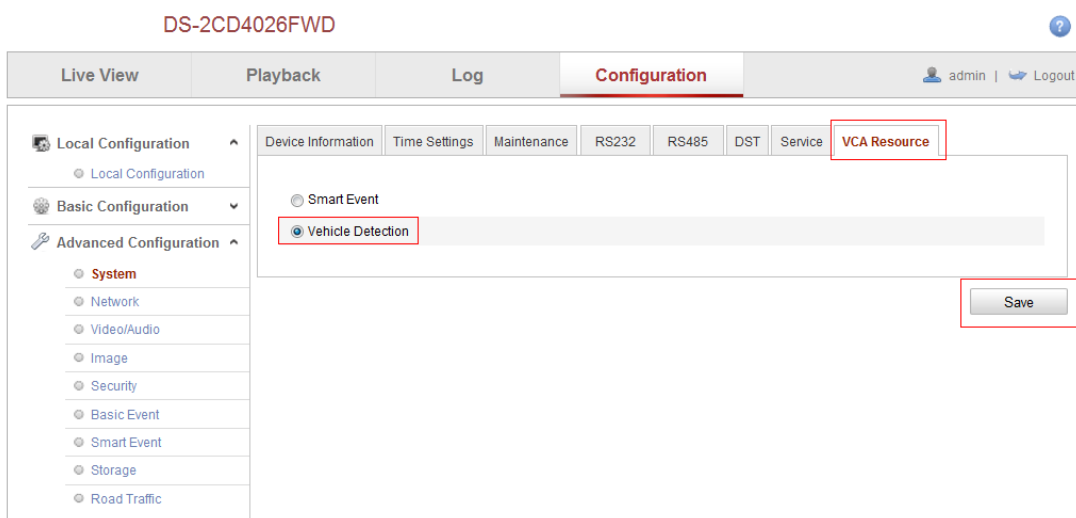 DS-2CD4026FWD
?
Live View Playback Log Configuration admin | Logout
Local Configuration
Local Configuration
Basic Configuration
Advanced Configuration
System
Network
Video/Audio
Image
Security
Basic Event
Smart Event
Storage
Road Traffic
Device Information Time Settings Maintenance RS232 RS485 DST Service VCA Resource
Smart Event
Vehicle Detection
Save